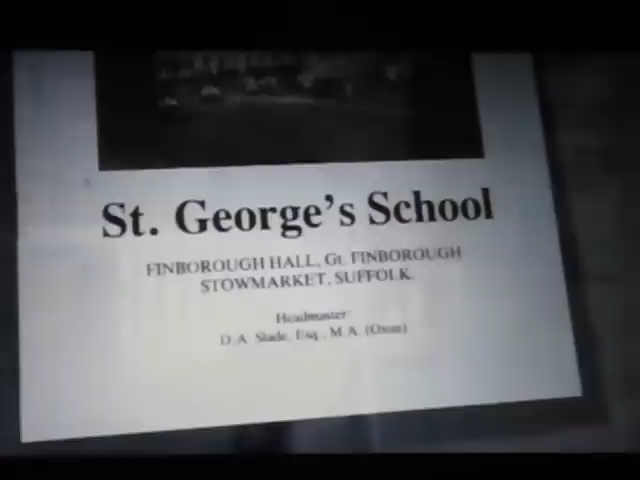 St. George's School
FINBOROUGH HALL, Gt. FINBOROUGH
STOWMARKET, SUFFOLK.
Headmaster:
D. A. Slade, Esq., M.A. (Oxon)